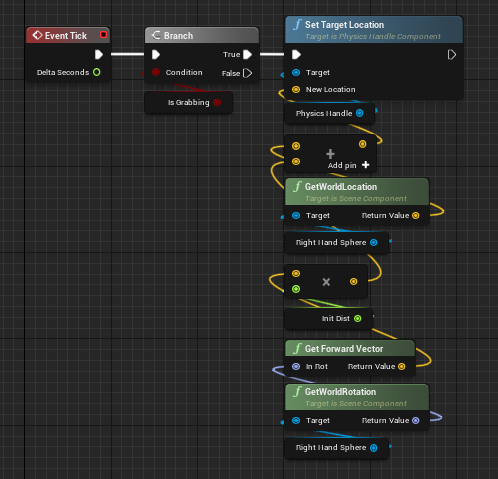 Event Tick
Delta Seconds
Branch
True
Condition
False
Is Grabbing
f Set Target Location
Target is Physics Handle Component
Target
New Location
Physics Handle
+
Add pin +
f GetWorldLocation
Target is Scene Component
Target Return Value
Right Hand Sphere
×
Init Dist
f Get Forward Vector
In Rot Return Value
f GetWorldRotation
Target is Scene Component
Target Return Value
Right Hand Sphere